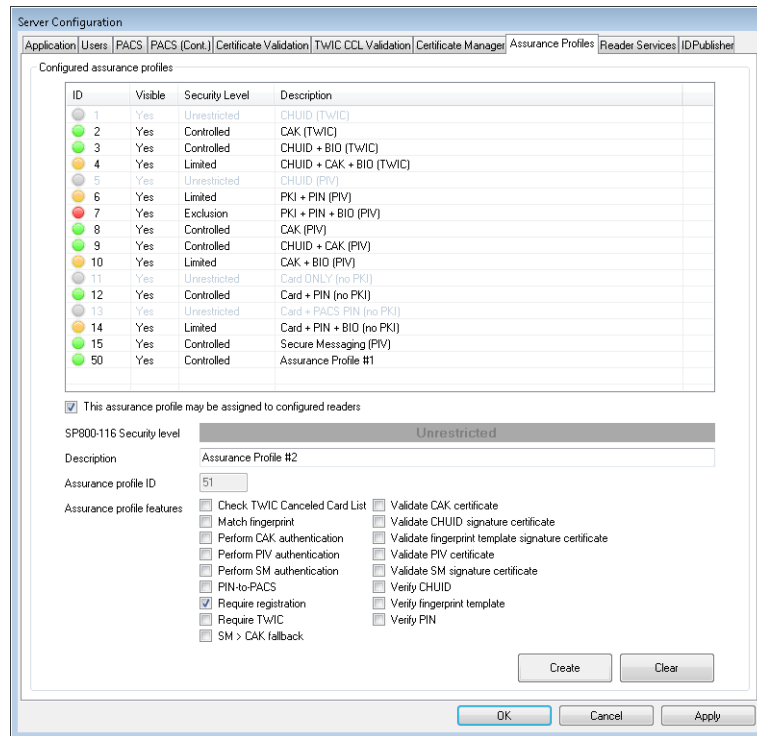 Server Configuration
Application Users PACS PACS (Cont.) Certificate Validation TWIC CCL Validation Certificate Manager Assurance Profiles Reader Services IDPublisher
Configured assurance profiles
ID Visible Security Level Description
1 Yes Unrestricted CHUID (TWIC)
2 Yes Controlled CAK (TWIC)
3 Yes Controlled CHUID + BIO (TWIC)
4 Yes Limited CHUID + CAK + BIO (TWIC)
5 Yes Unrestricted CHUID (PIV)
6 Yes Limited PKI + PIN (PIV)
7 Yes Exclusion PKI + PIN + BIO (PIV)
8 Yes Controlled CAK (PIV)
9 Yes Controlled CHUID + CAK (PIV)
10 Yes Limited CAK + BIO (PIV)
11 Yes Unrestricted Card ONLY (no PKI)
12 Yes Controlled Card + PIN (no PKI)
13 Yes Unrestricted Card + PACS PIN (no PKI)
14 Yes Limited Card + PIN + BIO (no PKI)
15 Yes Controlled Secure Messaging (PIV)
50 Yes Controlled Assurance Profile #1
This assurance profile may be assigned to configured readers
SP800-116 Security level Unrestricted
Description Assurance Profile #2
Assurance profile ID 51
Assurance profile features Check TWIC Canceled Card List Validate CAK certificate
Match fingerprint Validate CHUID signature certificate
Perform CAK authentication Validate fingerprint template signature certificate
Perform PIV authentication Validate PIV certificate
Perform SM authentication Validate SM signature certificate
PIN-to-PACS Verify CHUID
Require registration Verify fingerprint template
Require TWIC Verify PIN
SM > CAK fallback
Create Clear
OK Cancel Apply